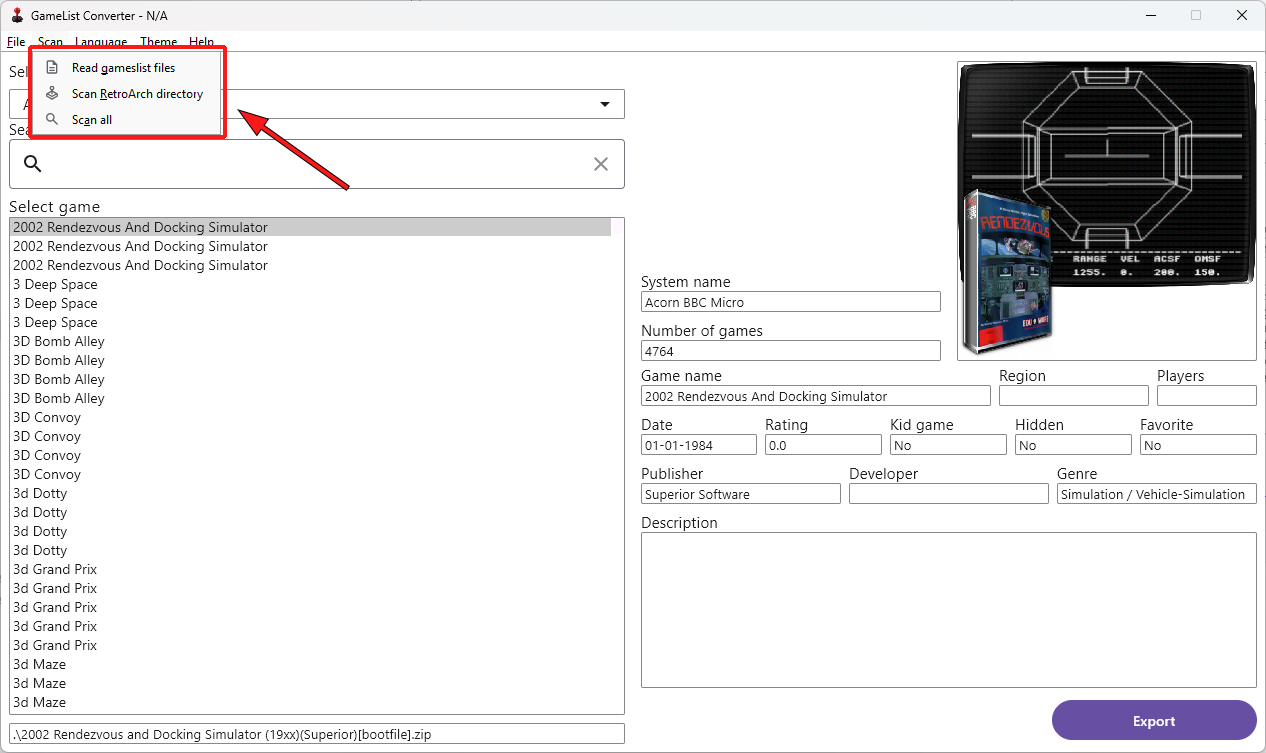 GameList Converter - N/A
File Scan Language Theme Help
Read gameslist files
Scan RetroArch directory
Scan all
Select game
2002 Rendezvous And Docking Simulator
2002 Rendezvous And Docking Simulator
2002 Rendezvous And Docking Simulator
3 Deep Space
3 Deep Space
3 Deep Space
3D Bomb Alley
3D Bomb Alley
3D Bomb Alley
3D Bomb Alley
3D Convoy
3D Convoy
3D Convoy
3D Convoy
3d Dotty
3d Dotty
3d Dotty
3d Dotty
3d Grand Prix
3d Grand Prix
3d Grand Prix
3d Grand Prix
3d Grand Prix
3d Maze
3d Maze
3d Maze
.\2002 Rendezvous and Docking Simulator (19xx)(Superior)[bootfile].zip
RANGE VEL ACSF OMSF
1255. 0. 200. 150.
RENDEZVOUS
EDU WARE
System name
Acorn BBC Micro
Number of games
4764
Game name Region Players
2002 Rendezvous And Docking Simulator
Date Rating Kid game Hidden Favorite
01-01-1984 0.0 No No No
Publisher Developer Genre
Superior Software Simulation / Vehicle-Simulation
Description
Export